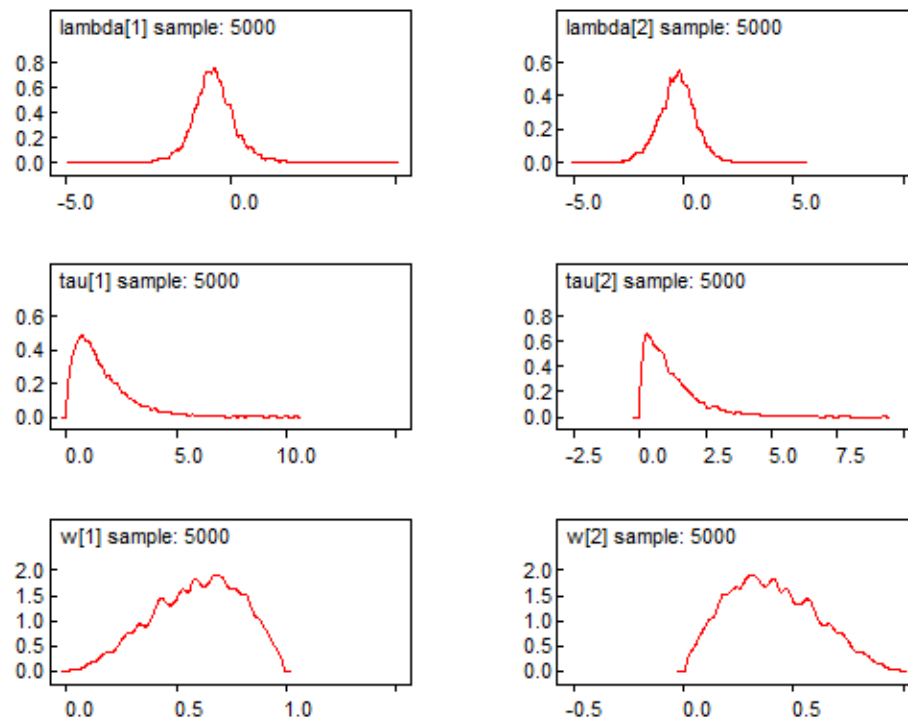 lambda[1] sample: 5000
0.8
0.6
0.4
0.2
0.0
-5.0 0.0
lambda[2] sample: 5000
0.6
0.4
0.2
0.0
-5.0 0.0 5.0
tau[1] sample: 5000
0.6
0.4
0.2
0.0
0.0 5.0 10.0
tau[2] sample: 5000
0.8
0.6
0.4
0.2
0.0
-2.5 0.0 2.5 5.0 7.5
w[1] sample: 5000
2.0
1.5
1.0
0.5
0.0
0.0 0.5 1.0
w[2] sample: 5000
2.0
1.5
1.0
0.5
0.0
-0.5 0.0 0.5